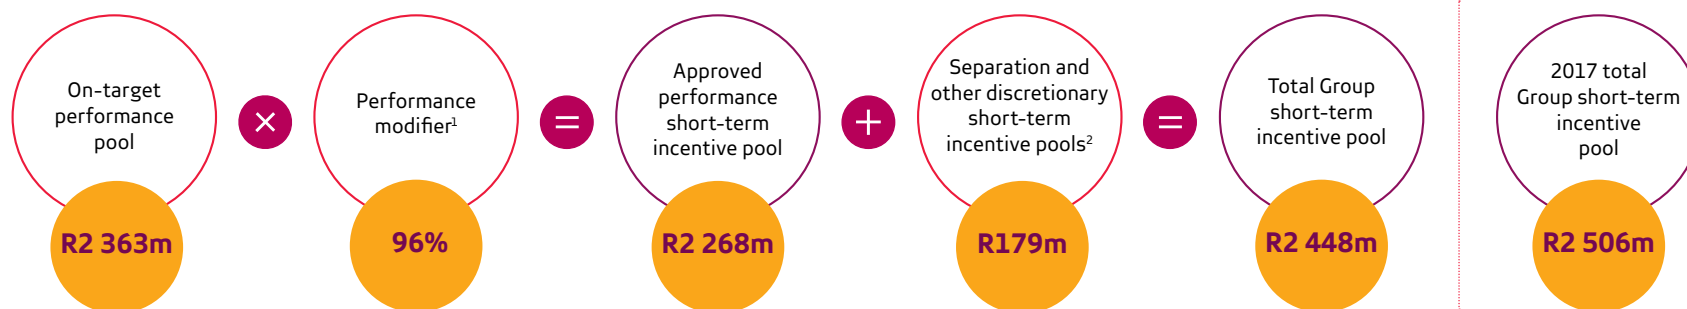 On-target
performance
pool
R2 363m
×
Performance
modifier¹
96%
=
Approved
performance
short-term
incentive pool
R2 268m
+
Separation and
other discretionary
short-term
incentive pools²
R179m
=
Total Group
short-term
incentive pool
R2 448m
2017 total
Group short-term
incentive
pool
R2 506m